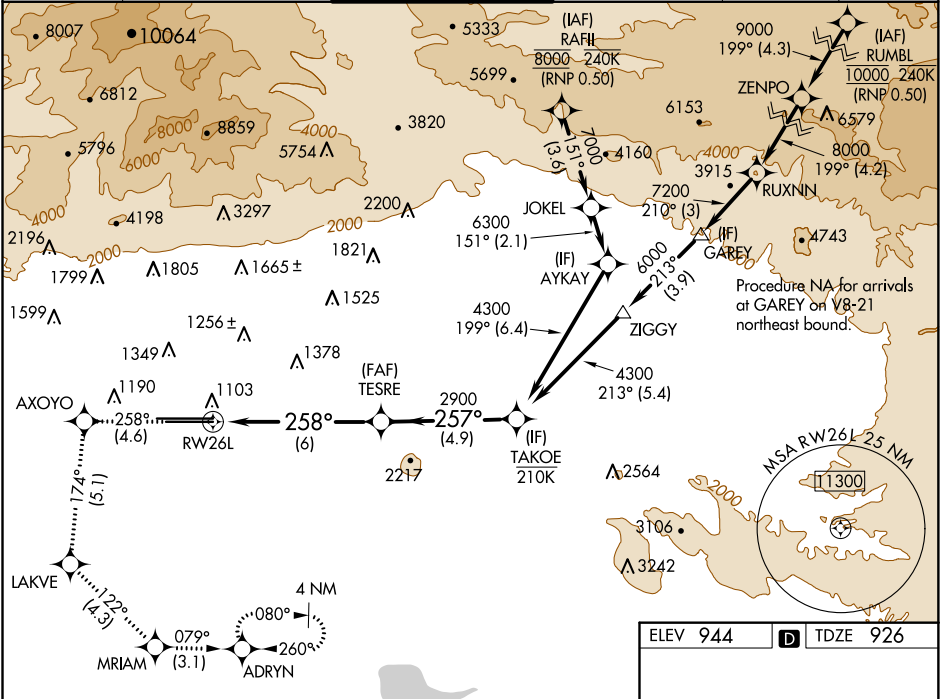 8007
10064
5333
(IAF)
RAFII
8000 240K
(RNP 0.50)
9000
199° (4.3)
(IAF)
RUMBL
10000 240K
(RNP 0.50)
5699
ZENPO
6812
8000
8859
4000
3820
6153
6579
5796
6000
5754
7000
151°
(3.6)
4160
4000
8000
199° (4.2)
3915
RUXNN
4000
4198
3297
2200
JOKEL
7200
210° (3)
2196
2000
2000
6300
151° (2.1)
(IF)
GAREY
4743
1799
1805
1665 ±
1821
(IF)
AYKAY
6000
213°
(3.9)
Procedure NA for arrivals
at GAREY on V8-21
northeast bound.
1599
1525
1256 ±
4300
199° (6.4)
ZIGGY
1349
1378
(FAF)
TESRE
4300
213° (5.4)
1190
1103
AXOYO
258°
(4.6)
RW26L
258°
(6)
2900
257°
(4.9)
(IF)
TAKOE
210K
2217
MSA RW26L 25 NM
11300
2564
174°
(5.1)
2000
3106
3242
LAKVE
122°
(4.3)
4 NM
080°
079°
(3.1)
260°
MRIAM
ADRYN
ELEV 944
D
TDZE 926